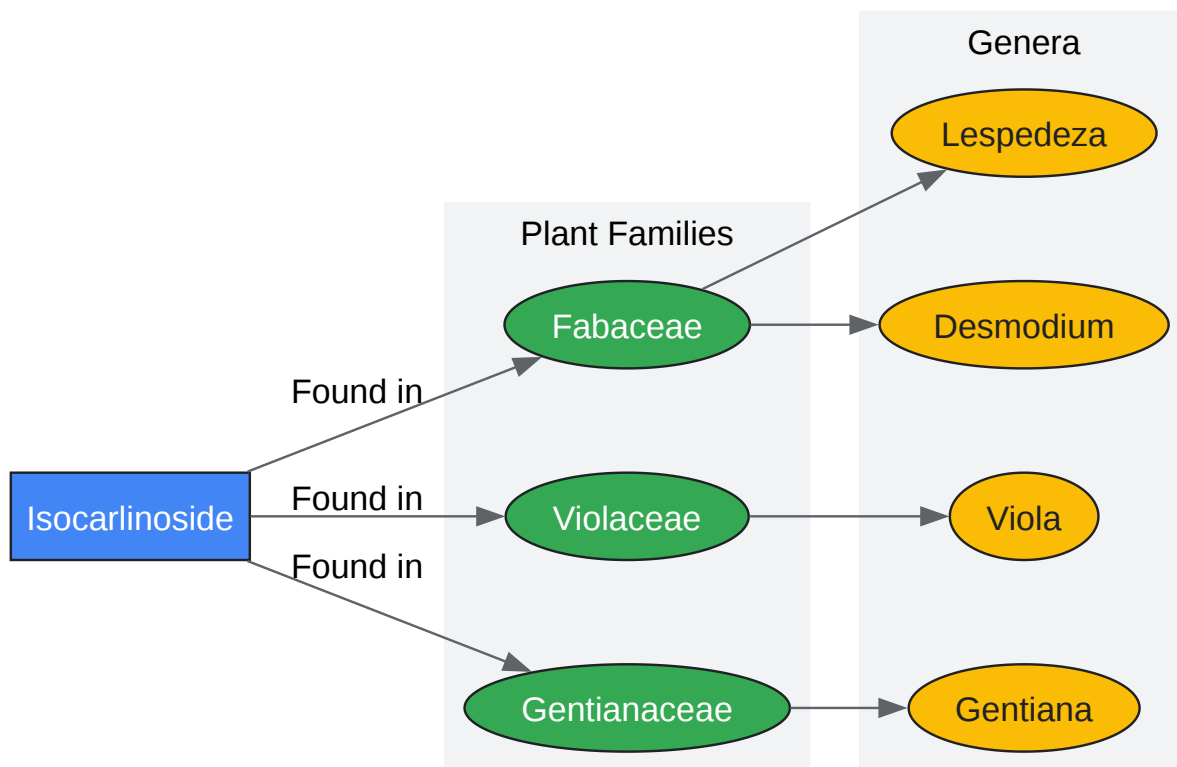 Genera
Lespedeza
Plant Families
Fabaceae
Desmodium
Found in
Isocarlinoside
Found in
Violaceae
Viola
Found in
Gentianaceae
Gentiana